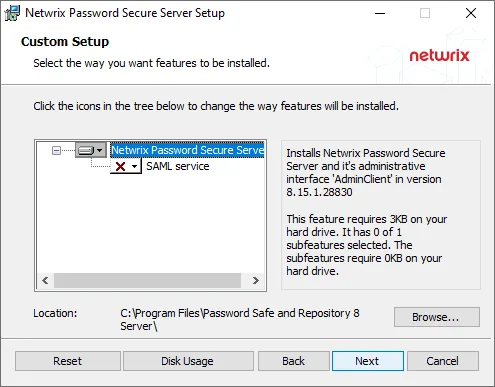 Netwrix Password Secure Server Setup
Custom Setup
Select the way you want features to be installed.
netwrix
Click the icons in the tree below to change the way features will be installed.
Netwrix Password Secure Serve
SAML service
Installs Netwrix Password Secure
Server and it's administrative
interface 'AdminClient' in version
8.15.1.28830
This feature requires 3KB on your
hard drive. It has 0 of 1
subfeatures selected. The
subfeatures require 0KB on your
hard drive.
Location:
C:\Program Files\Password Safe and Repository 8
Server\
Browse...
Reset
Disk Usage
Back
Next
Cancel